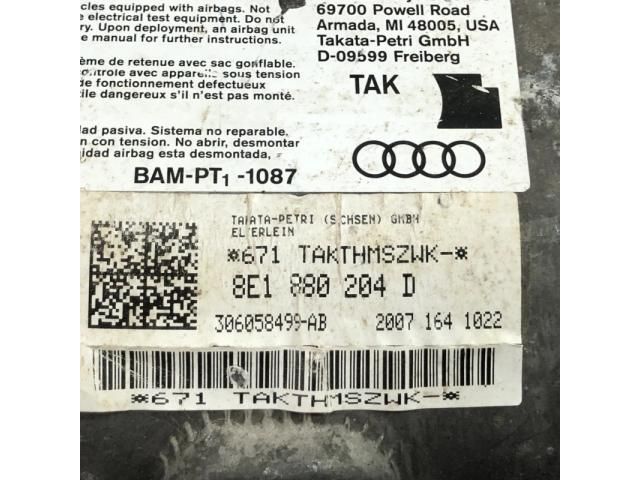 cles equipped with airbags. Not
e electrical test equipment. Do not
ry. Upon deployment, an airbag unit
e manual for further instructions.
ème de retenue avec sac gonflable.
contrôle avec appareils sous tension
de fonctionnement défectueux
tile dangereux s'il n'est pas monté.
dad pasiva. Sistema no reparable.
n con tension. No abrir, desmontar
idad airbag esta desmontada,
69700 Powell Road
Armada, MI 48005, USA
Takata-Petri GmbH
D-09599 Freiberg
TAK
BAM-PT1 -1087
TAKATA-PETRI (SACHSEN) GMBH
ELTERLEIN
*671 TAKTHMSZWK-*
8E1 880 204 D
306058499-AB 2007 164 1022
*671 TAKTHMSZWK-*